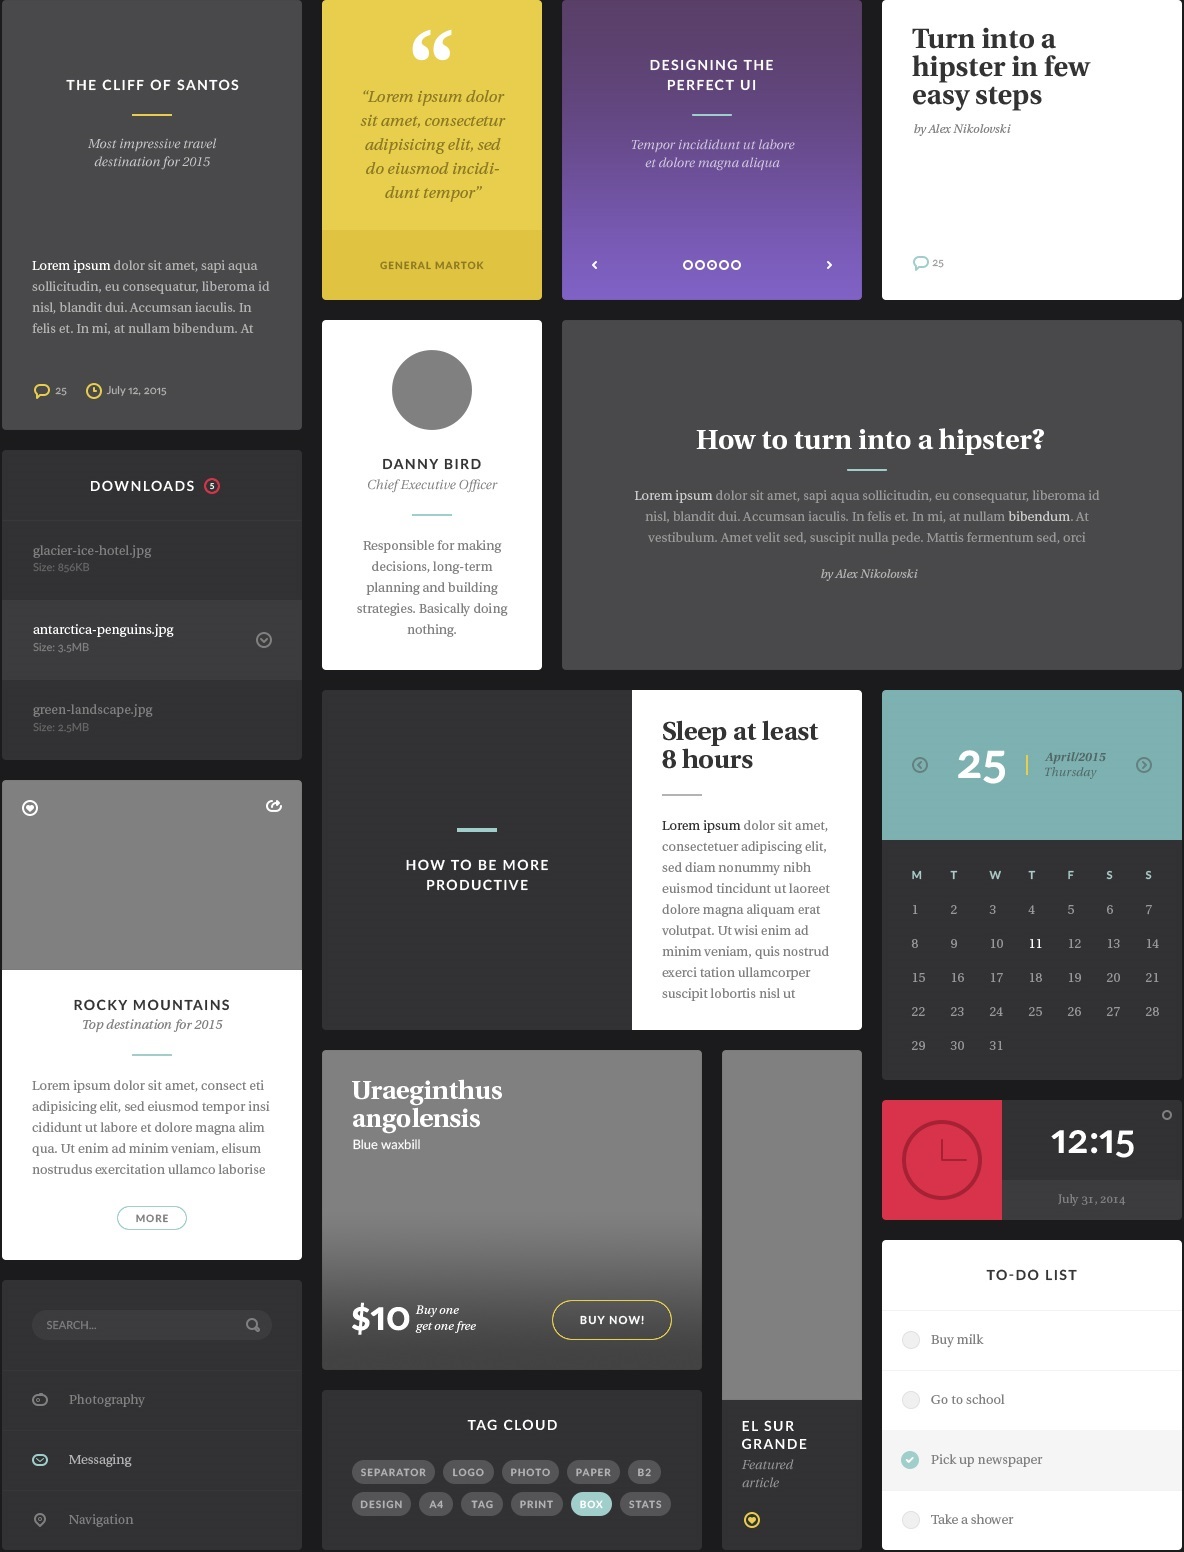 THE CLIFF OF SANTOS
Most impressive travel
destination for 2015
Lorem ipsum dolor sit amet, sapi aqua
sollicitudin, eu consequatur, liberoma id
nisl, blandit dui. Accumsan iaculis. In
felis et. In mi, at nullam bibendum. At
25
July 12, 2015
“
“Lorem ipsum dolor
sit amet, consectetur
adipisicing elit, sed
do eiusmod incidi-
dunt tempor”
GENERAL MARTOK
DESIGNING THE
PERFECT UI
Tempor incididunt ut labore
et dolore magna aliqua
Turn into a
hipster in few
easy steps
by Alex Nikolovski
25
DOWNLOADS 5
glacier-ice-hotel.jpg
Size: 856KB
antarctica-penguins.jpg
Size: 3.5MB
green-landscape.jpg
Size: 2.5MB
DANNY BIRD
Chief Executive Officer
Responsible for making
decisions, long-term
planning and building
strategies. Basically doing
nothing.
How to turn into a hipster?
Lorem ipsum dolor sit amet, sapi aqua sollicitudin, eu consequatur, liberoma id
nisl, blandit dui. Accumsan iaculis. In felis et. In mi, at nullam bibendum. At
vestibulum. Amet velit sed, suscipit nulla pede. Mattis fermentum sed, orci
by Alex Nikolovski
HOW TO BE MORE
PRODUCTIVE
Sleep at least
8 hours
Lorem ipsum dolor sit amet,
consectetuer adipiscing elit,
sed diam nonummy nibh
euismod tincidunt ut laoreet
dolore magna aliquam erat
volutpat. Ut wisi enim ad
minim veniam, quis nostrud
exerci tation ullamcorper
suscipit lobortis nisl ut
25
April/2015
Thursday
M T W T F S S
1 2 3 4 5 6 7
8 9 10 11 12 13 14
15 16 17 18 19 20 21
22 23 24 25 26 27 28
29 30 31
ROCKY MOUNTAINS
Top destination for 2015
Lorem ipsum dolor sit amet, consect eti
adipisicing elit, sed eiusmod tempor insi
cididunt ut labore et dolore magna alim
qua. Ut enim ad minim veniam, elisum
nostrudus exercitation ullamco laborise
MORE
Uraeginthus
angolensis
Blue waxbill
$10
Buy one
get one free
BUY NOW!
12:15
July 31, 2014
SEARCH...
Photography
Messaging
Navigation
TAG CLOUD
SEPARATOR LOGO PHOTO PAPER B2
DESIGN A4 TAG PRINT BOX STATS
EL SUR
GRANDE
Featured
article
TO-DO LIST
Buy milk
Go to school
Pick up newspaper
Take a shower